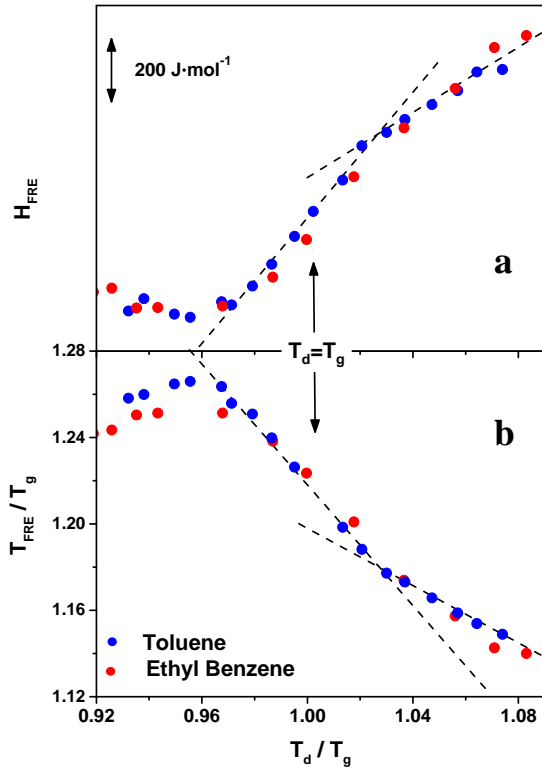 200 J·mol⁻¹
H_FRE
a
T_d=T_g
1.28
1.24
1.20
1.16
1.12
T_FRE / T_g
b
Toluene
Ethyl Benzene
0.92 0.96 1.00 1.04 1.08
T_d / T_g